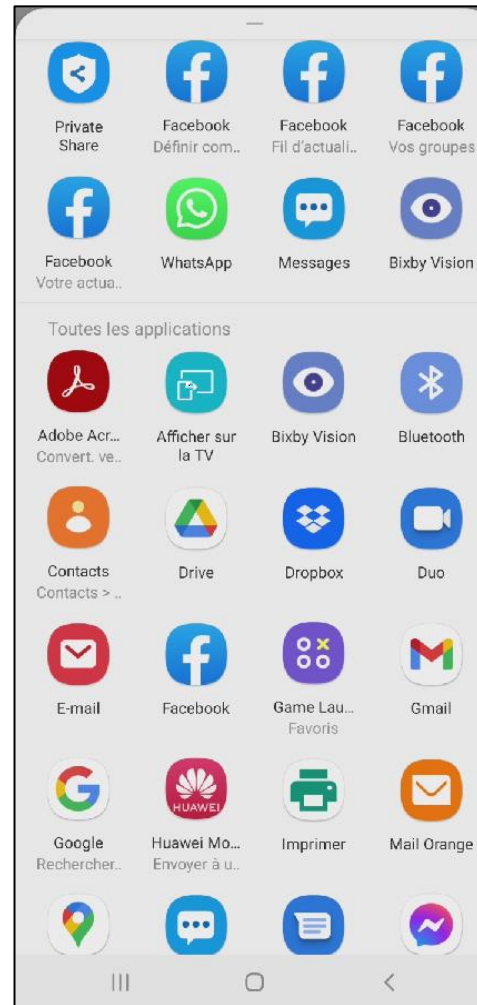 Private
Share
Facebook
Définir com..
Facebook
Fil d'actuali..
Facebook
Vos groupes
Facebook
Votre actua..
WhatsApp
Messages
Bixby Vision
Toutes les applications
Adobe Acr...
Convert. ve..
Afficher sur
la TV
Bixby Vision
Bluetooth
Contacts
Contacts > ..
Drive
Dropbox
Duo
E-mail
Facebook
Game Lau...
Favoris
Gmail
Google
Rechercher..
HUAWEI
Huawei Mo...
Envoyer à u..
Imprimer
Mail Orange